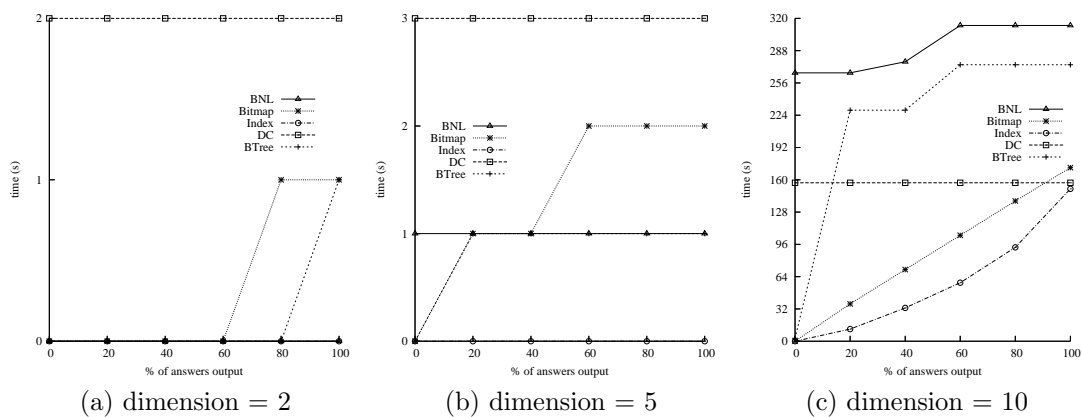 2
1
0
time (s)
BNL
Bitmap
Index
DC
BTree
0 20 40 60 80 100
% of answers output
(a) dimension = 2
3
2
1
0
time (s)
BNL
Bitmap
Index
DC
BTree
0 20 40 60 80 100
% of answers output
(b) dimension = 5
320
288
256
224
192
160
128
96
64
32
0
time (s)
BNL
Bitmap
Index
DC
BTree
0 20 40 60 80 100
% of answers output
(c) dimension = 10